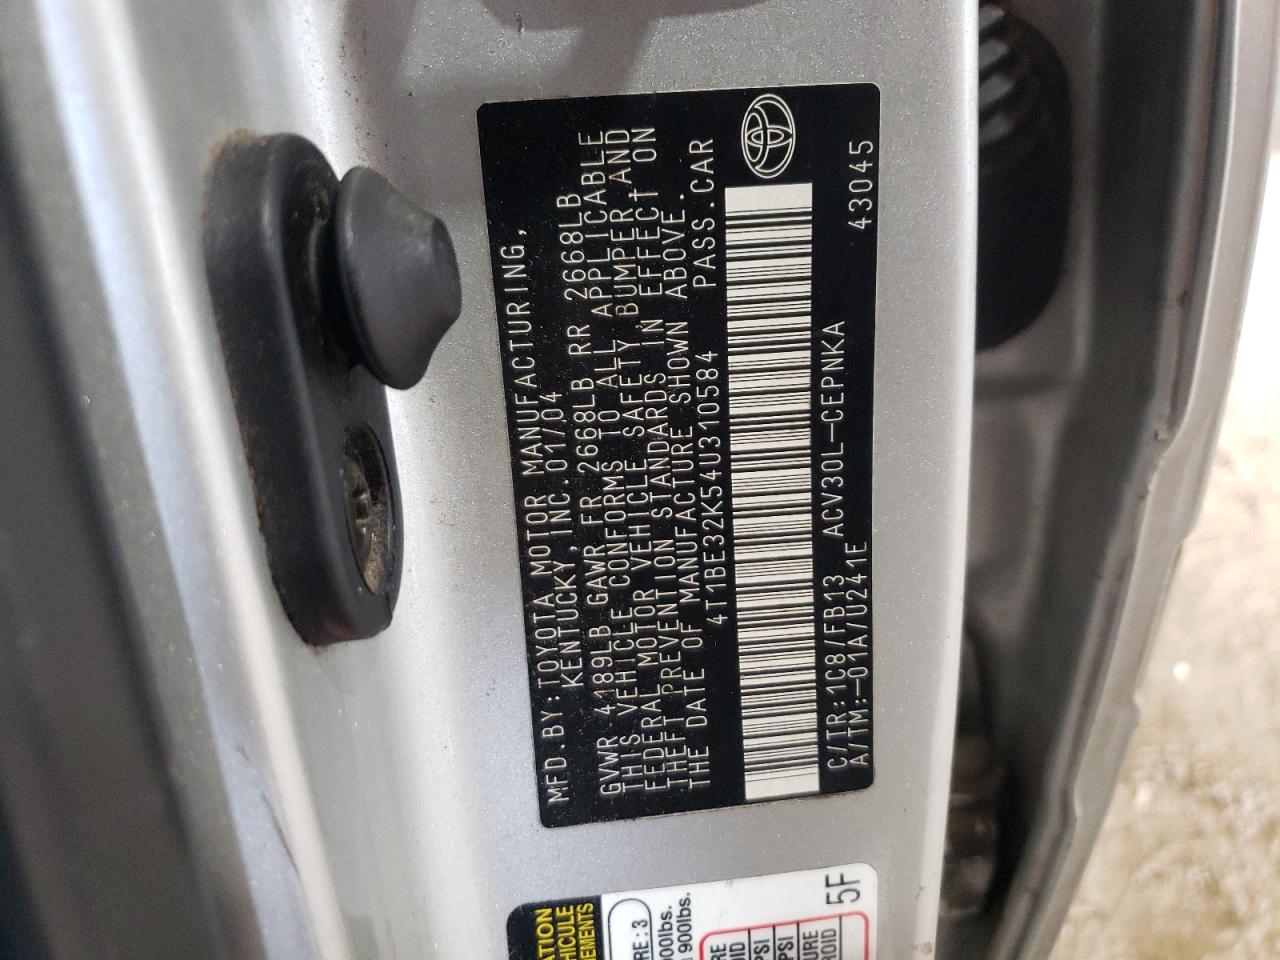 MFD.BY:TOYOTA MOTOR MANUFACTURING,
KENTUCKY, INC.01/04
GVWR 4189LB GAWR FR 2668LB RR 2668LB
THIS VEHICLE CONFORMS TO ALL APPLICABLE
FEDERAL MOTOR VEHICLE SAFETY, BUMPER AND
THEFT PREVENTION STANDARDS IN EFFECT ON
THE DATE OF MANUFACTURE SHOWN ABOVE.
4T1BE32K54U310584 PASS.CAR
C/TR:1C8/FB13 ACV30L-CEPNKA 43045
A/TM:-01A/U241E
5F